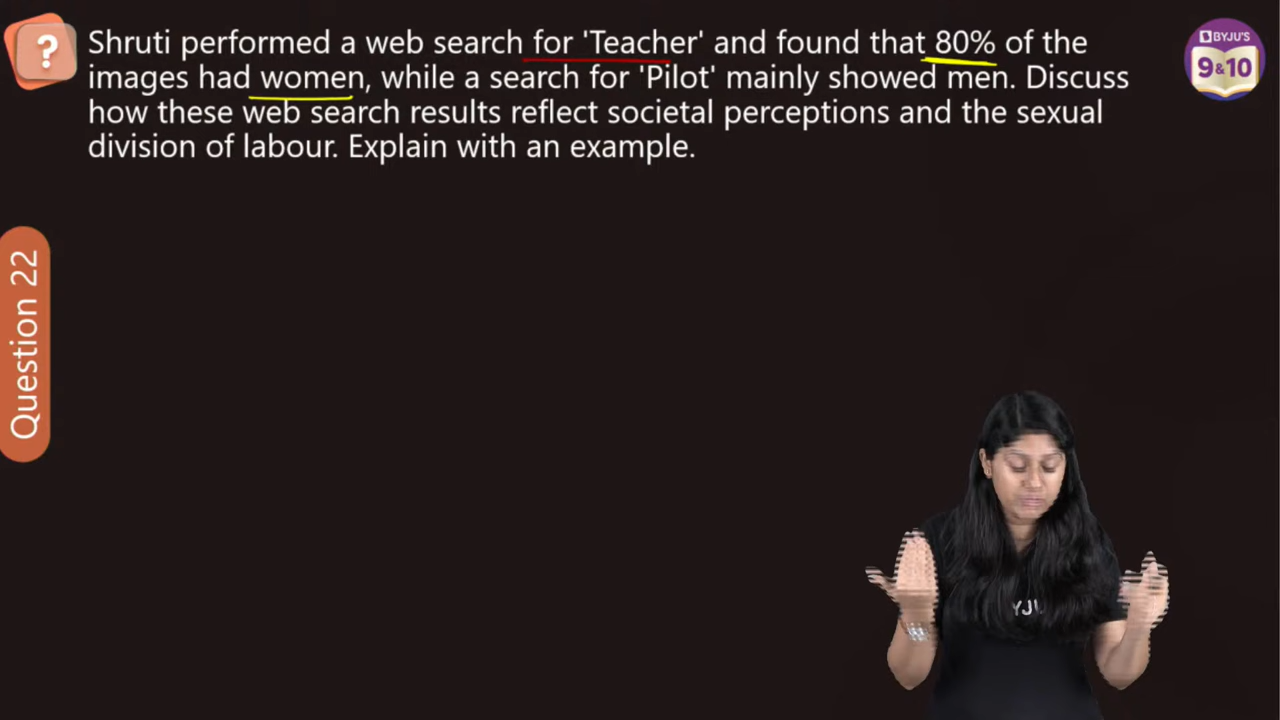 ?
Shruti performed a web search for 'Teacher' and found that 80% of the
images had women, while a search for 'Pilot' mainly showed men. Discuss
how these web search results reflect societal perceptions and the sexual
division of labour. Explain with an example.
BYJU'S
9&10
Question 22
BYJU